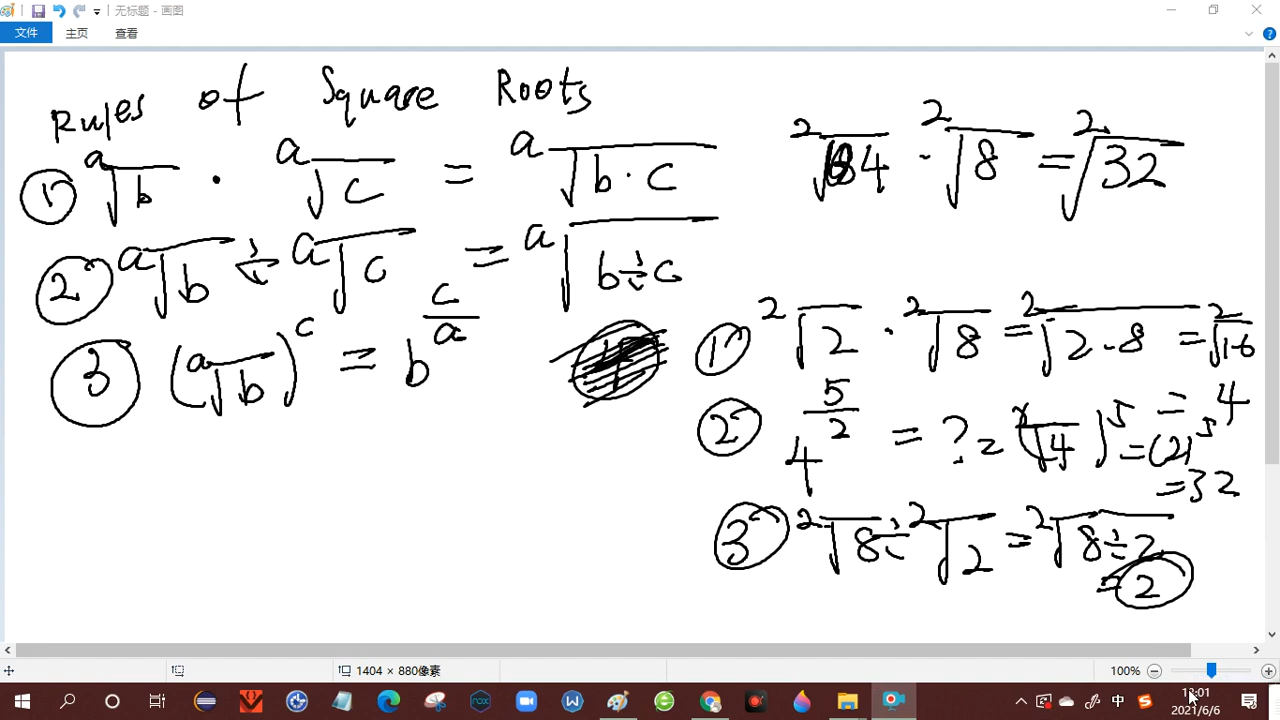 无标题 - 画图
文件 主页 查看
Rules of Square Roots
① ᵃ√b · ᵃ√c = ᵃ√(b·c)
② ᵃ√b ÷ ᵃ√c = ᵃ√(b÷c)
③ (ᵃ√b)^c = b^(c/a)
²√4 · ²√8 = ²√32
① ²√2 · ²√8 = ²√(2·8) = ²√16
= 4
② 4^(5/2) = ? = (²√4)^5 = (2)^5
= 32
③ ²√8 ÷ ²√2 = ²√(8÷2)
= 2
1404 × 880像素
100%
中
13:01
2021/6/6